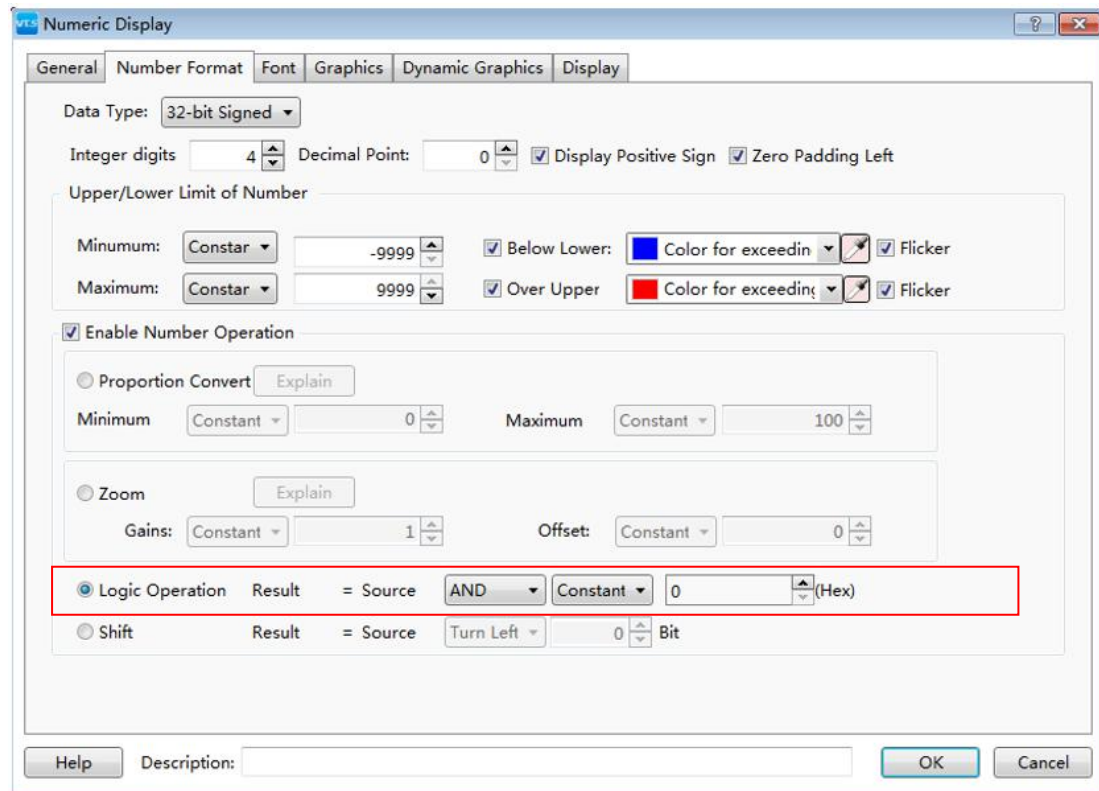 VTS Numeric Display ?
General Number Format Font Graphics Dynamic Graphics Display
Data Type: 32-bit Signed
Integer digits 4 Decimal Point: 0 Display Positive Sign Zero Padding Left
Upper/Lower Limit of Number
Minumum: Constar -9999 Below Lower: Color for exceedin Flicker
Maximum: Constar 9999 Over Upper Color for exceeding Flicker
Enable Number Operation
Proportion Convert Explain
Minimum Constant 0 Maximum Constant 100
Zoom Explain
Gains: Constant 1 Offset: Constant 0
Logic Operation Result = Source AND Constant 0 (Hex)
Shift Result = Source Turn Left 0 Bit
Help Description: OK Cancel